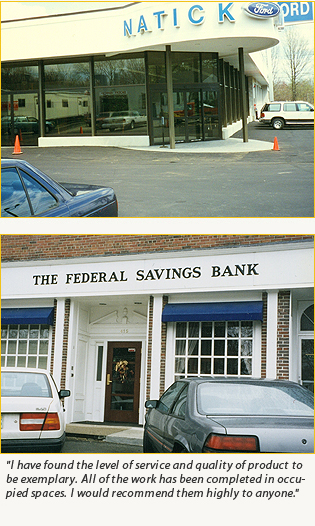 NATICK Ford FORD
THE FEDERAL SAVINGS BANK
"I have found the level of service and quality of product to
be exemplary. All of the work has been completed in occu-
pied spaces. I would recommend them highly to anyone."